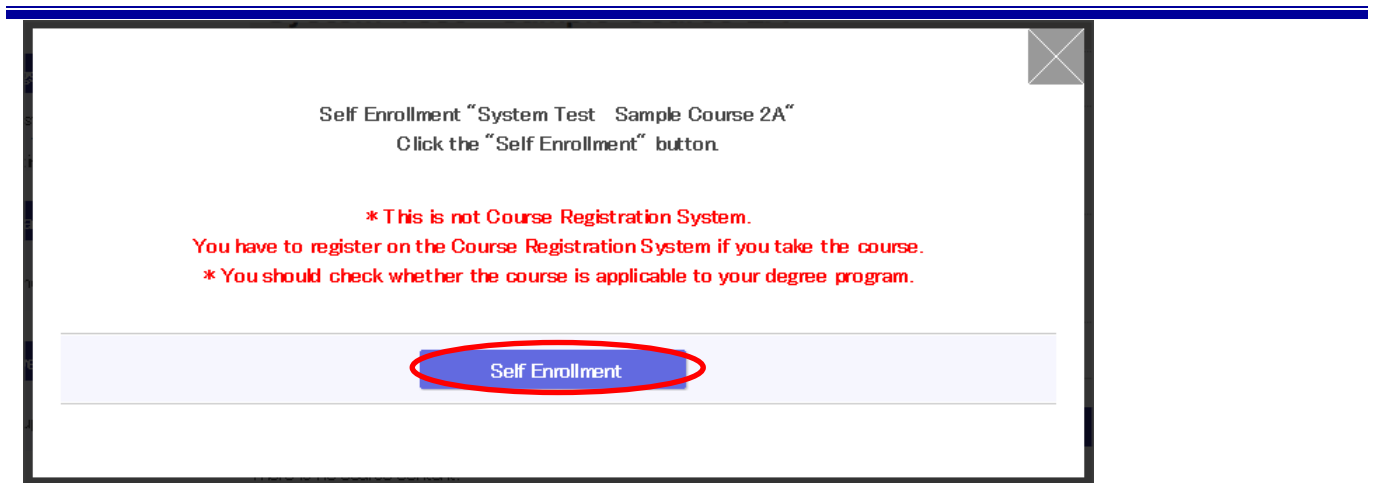 Self Enrollment "System Test Sample Course 2A"
Click the "Self Enrollment" button.
* This is not Course Registration System.
You have to register on the Course Registration System if you take the course.
* You should check whether the course is applicable to your degree program.
Self Enrollment